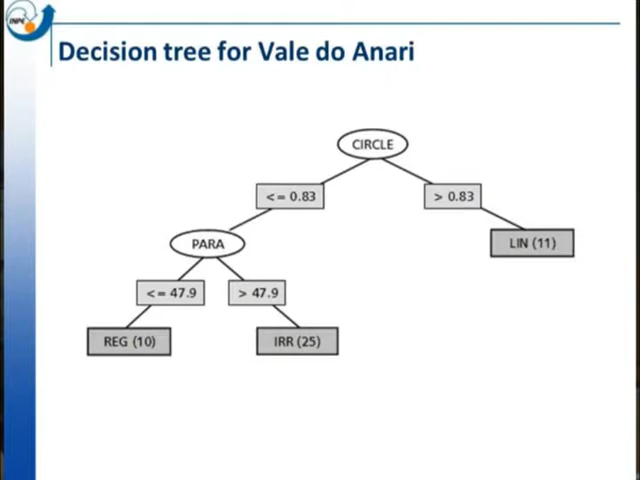 INPE
Decision tree for Vale do Anari
CIRCLE
<= 0.83
> 0.83
PARA
LIN (11)
<= 47.9
> 47.9
REG (10)
IRR (25)